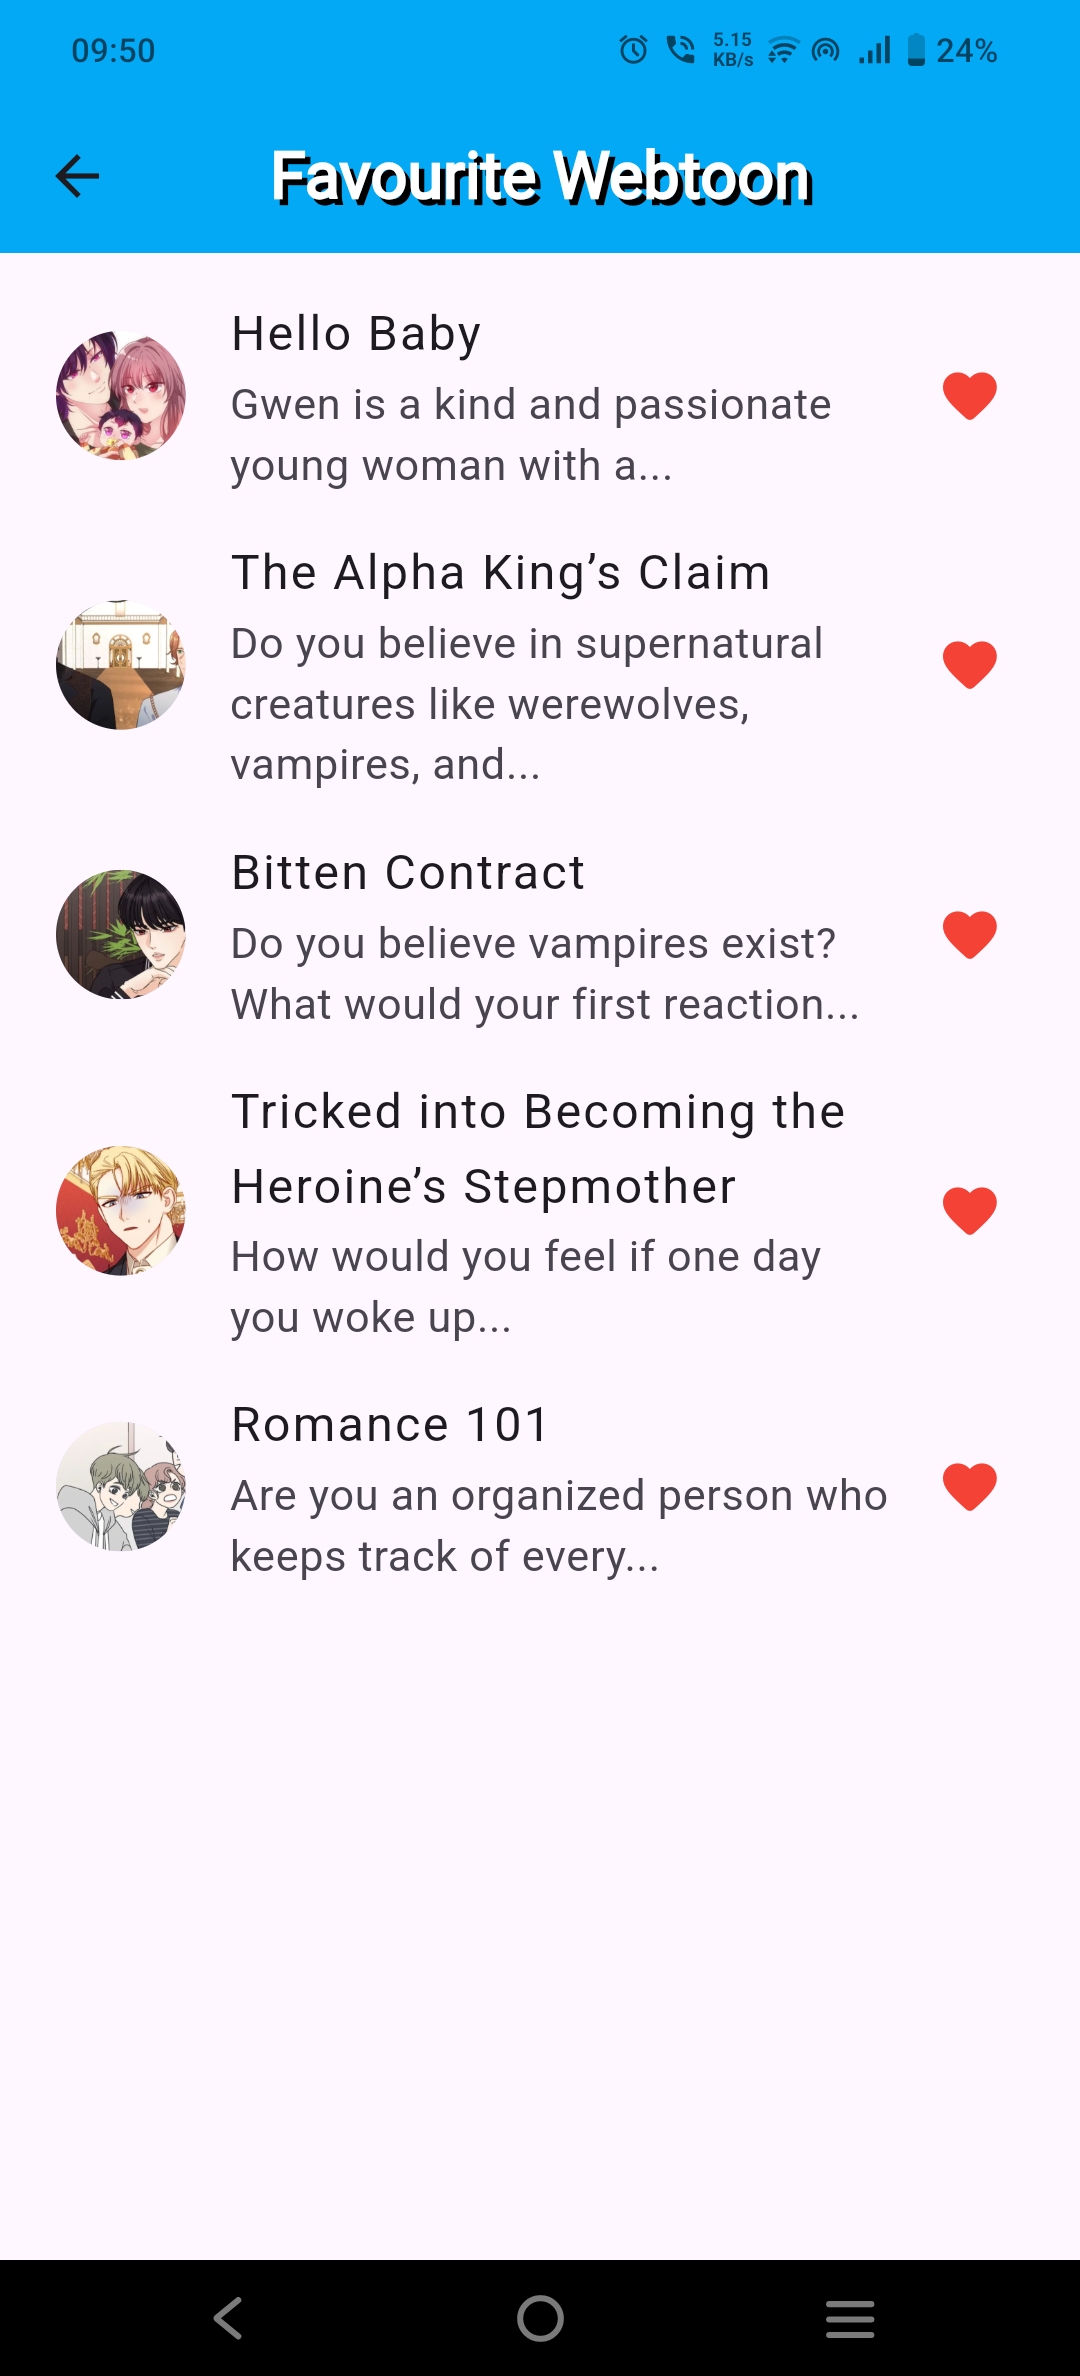 09:50
5.15
KB/s
24%
Favourite Webtoon
Hello Baby
Gwen is a kind and passionate
young woman with a...
The Alpha King’s Claim
Do you believe in supernatural
creatures like werewolves,
vampires, and...
Bitten Contract
Do you believe vampires exist?
What would your first reaction...
Tricked into Becoming the
Heroine’s Stepmother
How would you feel if one day
you woke up...
Romance 101
Are you an organized person who
keeps track of every...